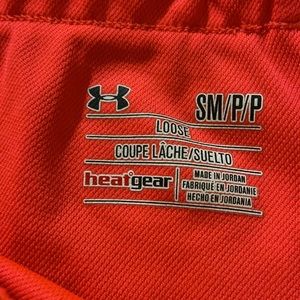 SM/P/P
LOOSE
COUPE LÂCHE/SUELTO
heatgear
MADE IN JORDAN
FABRIQUÉ EN JORDANIE
HECHO EN JORDANIA